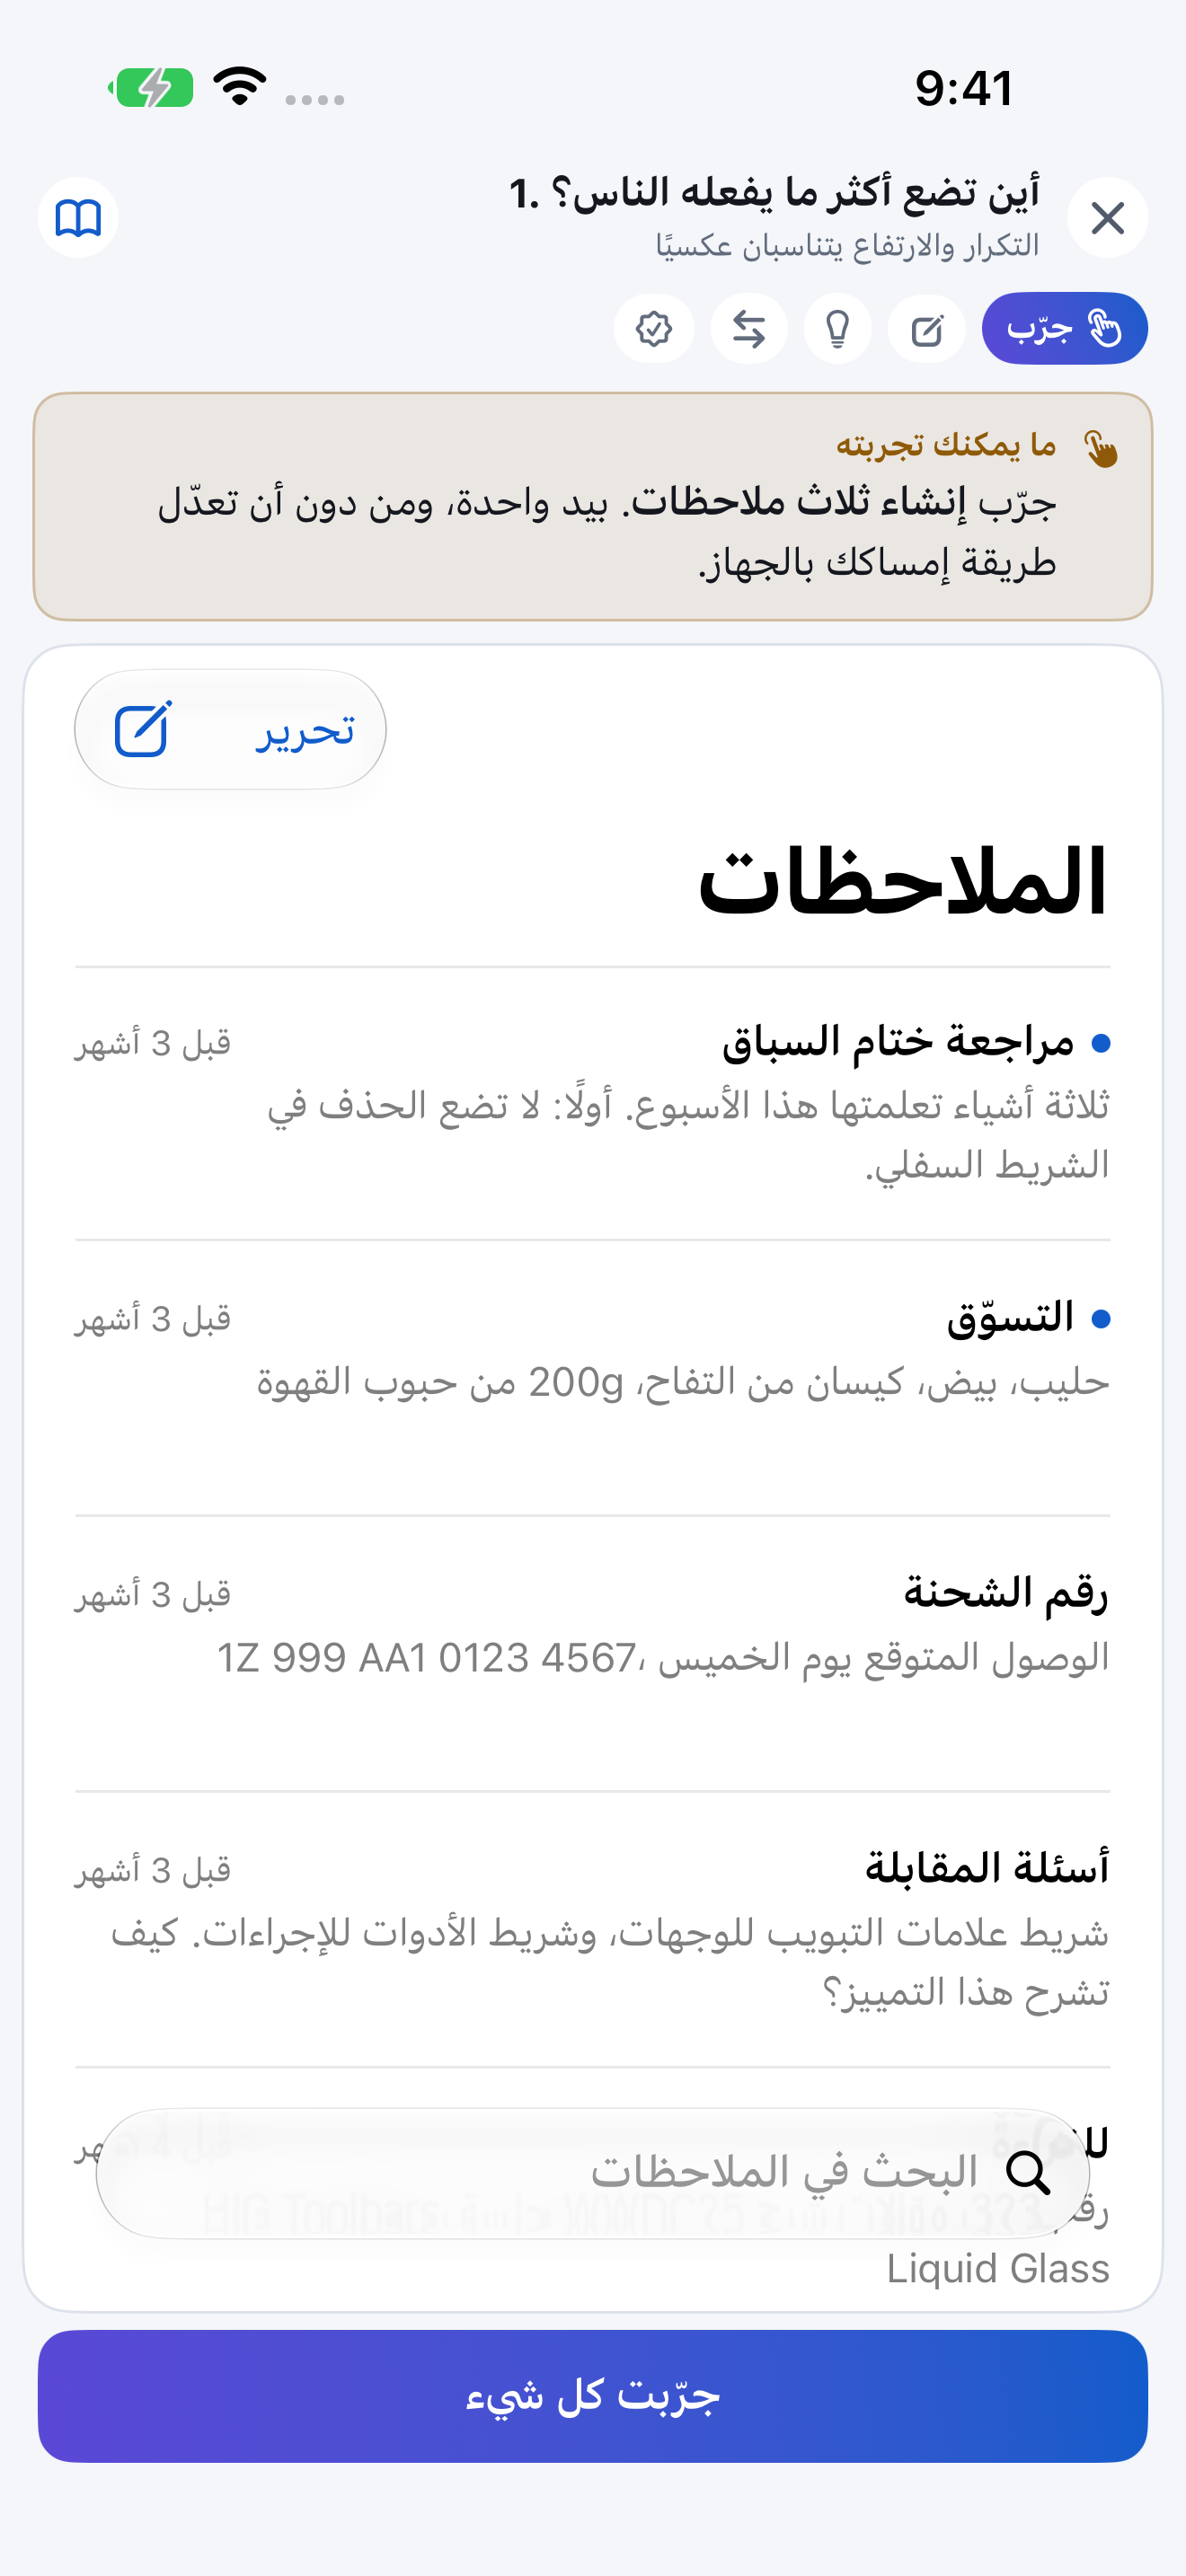 9:41
أين تضع أكثر ما يفعله الناس؟ .1
التكرار والارتفاع يتناسبان عكسيًا
جرّب
ما يمكنك تجربته
جرّب إنشاء ثلاث ملاحظات. بيد واحدة، ومن دون أن تعدّل
طريقة إمساكك بالجهاز.
تحرير
الملاحظات
مراجعة ختام السباق
قبل 3 أشهر
ثلاثة أشياء تعلمتها هذا الأسبوع. أولًا: لا تضع الحذف في
الشريط السفلي.
التسوّق
قبل 3 أشهر
حليب، بيض، كيسان من التفاح، 200g من حبوب القهوة
رقم الشحنة
قبل 3 أشهر
الوصول المتوقع يوم الخميس ،1Z 999 AA1 0123 4567
أسئلة المقابلة
قبل 3 أشهر
شريط علامات التبويب للوجهات، وشريط الأدوات للإجراءات. كيف
تشرح هذا التمييز؟
البحث في الملاحظات
Liquid Glass
جرّبت كل شيء